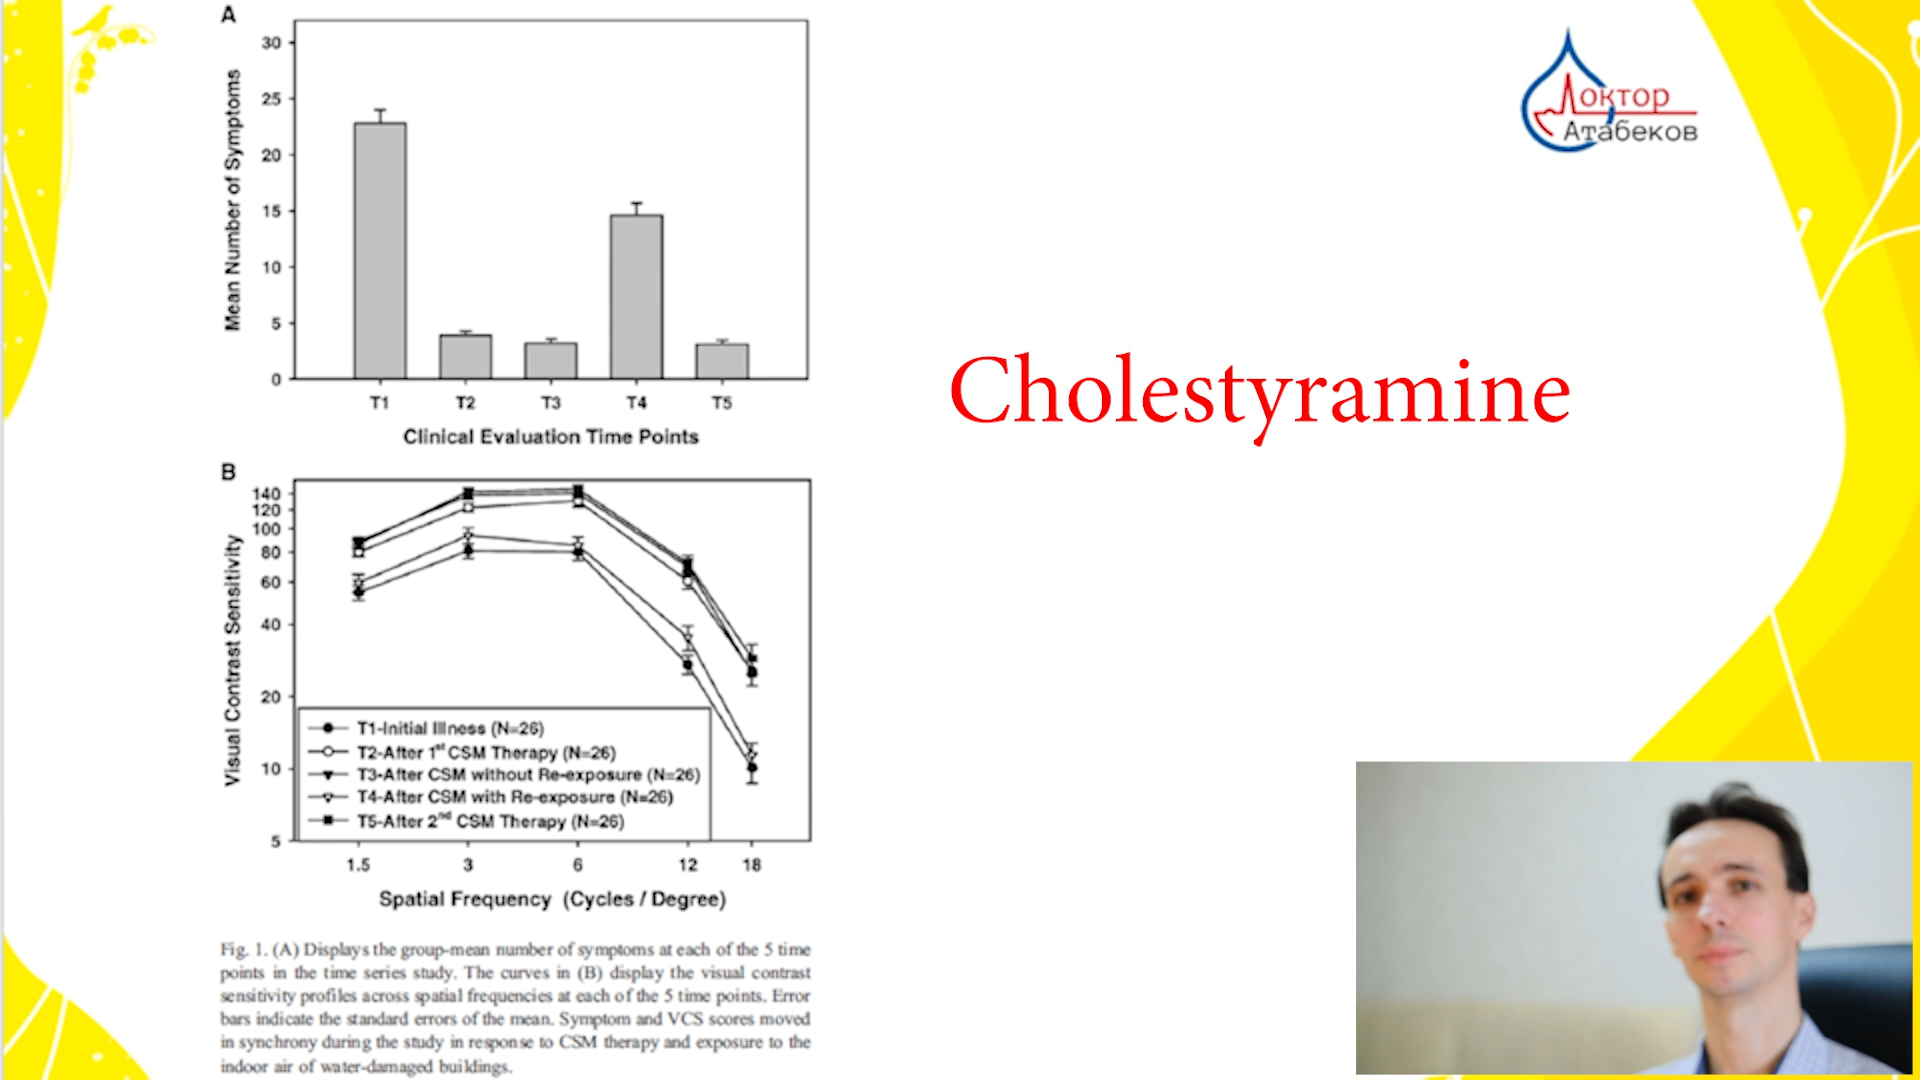 A
30
25
20
15
10
5
0
Mean Number of Symptoms
T1 T2 T3 T4 T5
Clinical Evaluation Time Points
B
140
120
100
80
60
40
20
10
5
Visual Contrast Sensitivity
T1-Initial Illness (N=26)
T2-After 1st CSM Therapy (N=26)
T3-After CSM without Re-exposure (N=26)
T4-After CSM with Re-exposure (N=26)
T5-After 2nd CSM Therapy (N=26)
1.5 3 6 12 18
Spatial Frequency (Cycles / Degree)
Fig. 1. (A) Displays the group-mean number of symptoms at each of the 5 time
points in the time series study. The curves in (B) display the visual contrast
sensitivity profiles across spatial frequencies at each of the 5 time points. Error
bars indicate the standard errors of the mean. Symptom and VCS scores moved
in synchrony during the study in response to CSM therapy and exposure to the
indoor air of water-damaged buildings.
Доктор
Атабеков
Cholestyramine